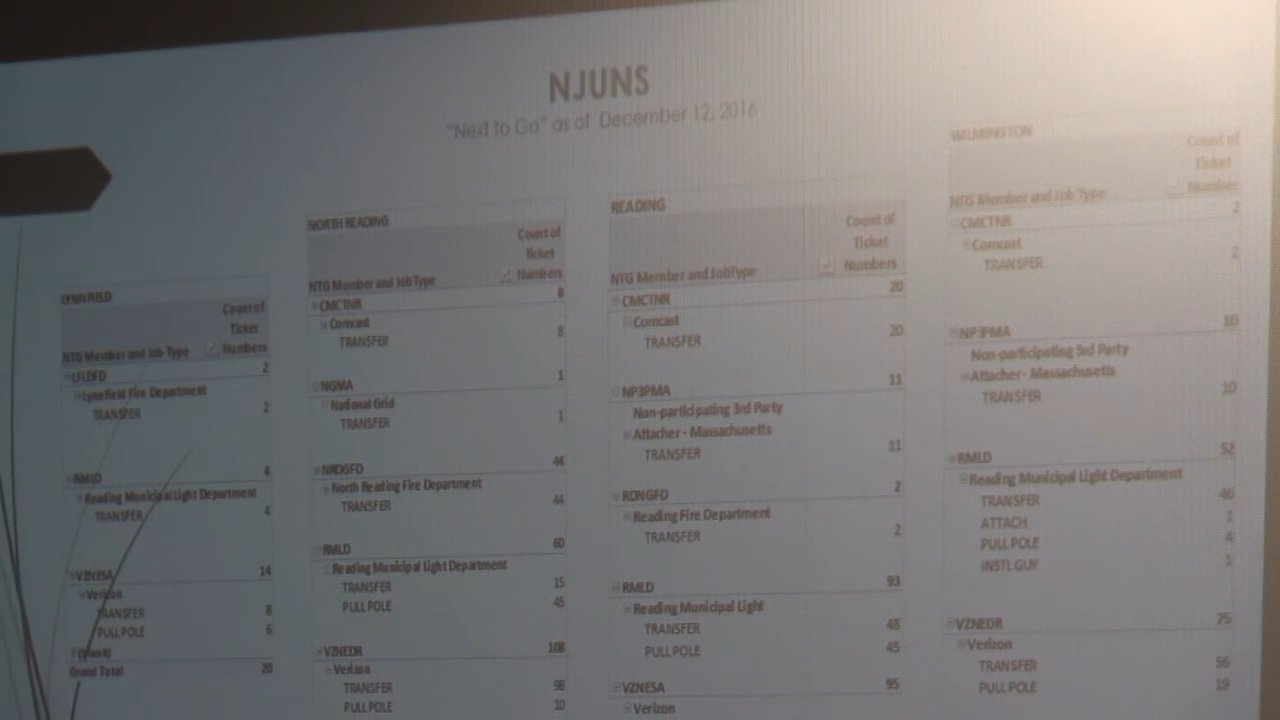 NJUNS
"Next to Go" as of December 12, 2016
LYNNFIELD
Count of
Ticket
NTG Member and Job Type Numbers
LFLDFD 2
Lynnfield Fire Department
TRANSFER 2
RMLD 4
Reading Municipal Light Department
TRANSFER 4
VZNESA 14
Verizon
TRANSFER 8
PULL POLE 6
(blank)
Grand Total 20
NORTH READING
Count of
Ticket
NTG Member and Job Type Numbers
CMCTNR 8
Comcast 8
TRANSFER
NGMA 1
National Grid
TRANSFER 1
NRDGFD 44
North Reading Fire Department
TRANSFER 44
RMLD 60
Reading Municipal Light Department
TRANSFER 15
PULL POLE 45
VZNEDR 108
Verizon
TRANSFER 98
PULL POLE 10
READING
Count of
Ticket
NTG Member and JobType Numbers
CMCTNR 20
Comcast
TRANSFER 20
NP3PMA 11
Non-participating 3rd Party
Attacher - Massachusetts
TRANSFER 11
RDNGFD 2
Reading Fire Department
TRANSFER 2
RMLD 93
Reading Municipal Light
TRANSFER 48
PULL POLE 45
VZNESA 95
Verizon
WILMINGTON
Count of
Ticket
NTG Member and Job Type Number
CMCTNR 2
Comcast
TRANSFER 2
NP3PMA 10
Non-participating 3rd Party
Attacher - Massachusetts
TRANSFER 10
RMLD 52
Reading Municipal Light Department
TRANSFER 46
ATTACH 1
PULL POLE 4
INSTL GUY 1
VZNEDR 75
Verizon
TRANSFER 56
PULL POLE 19